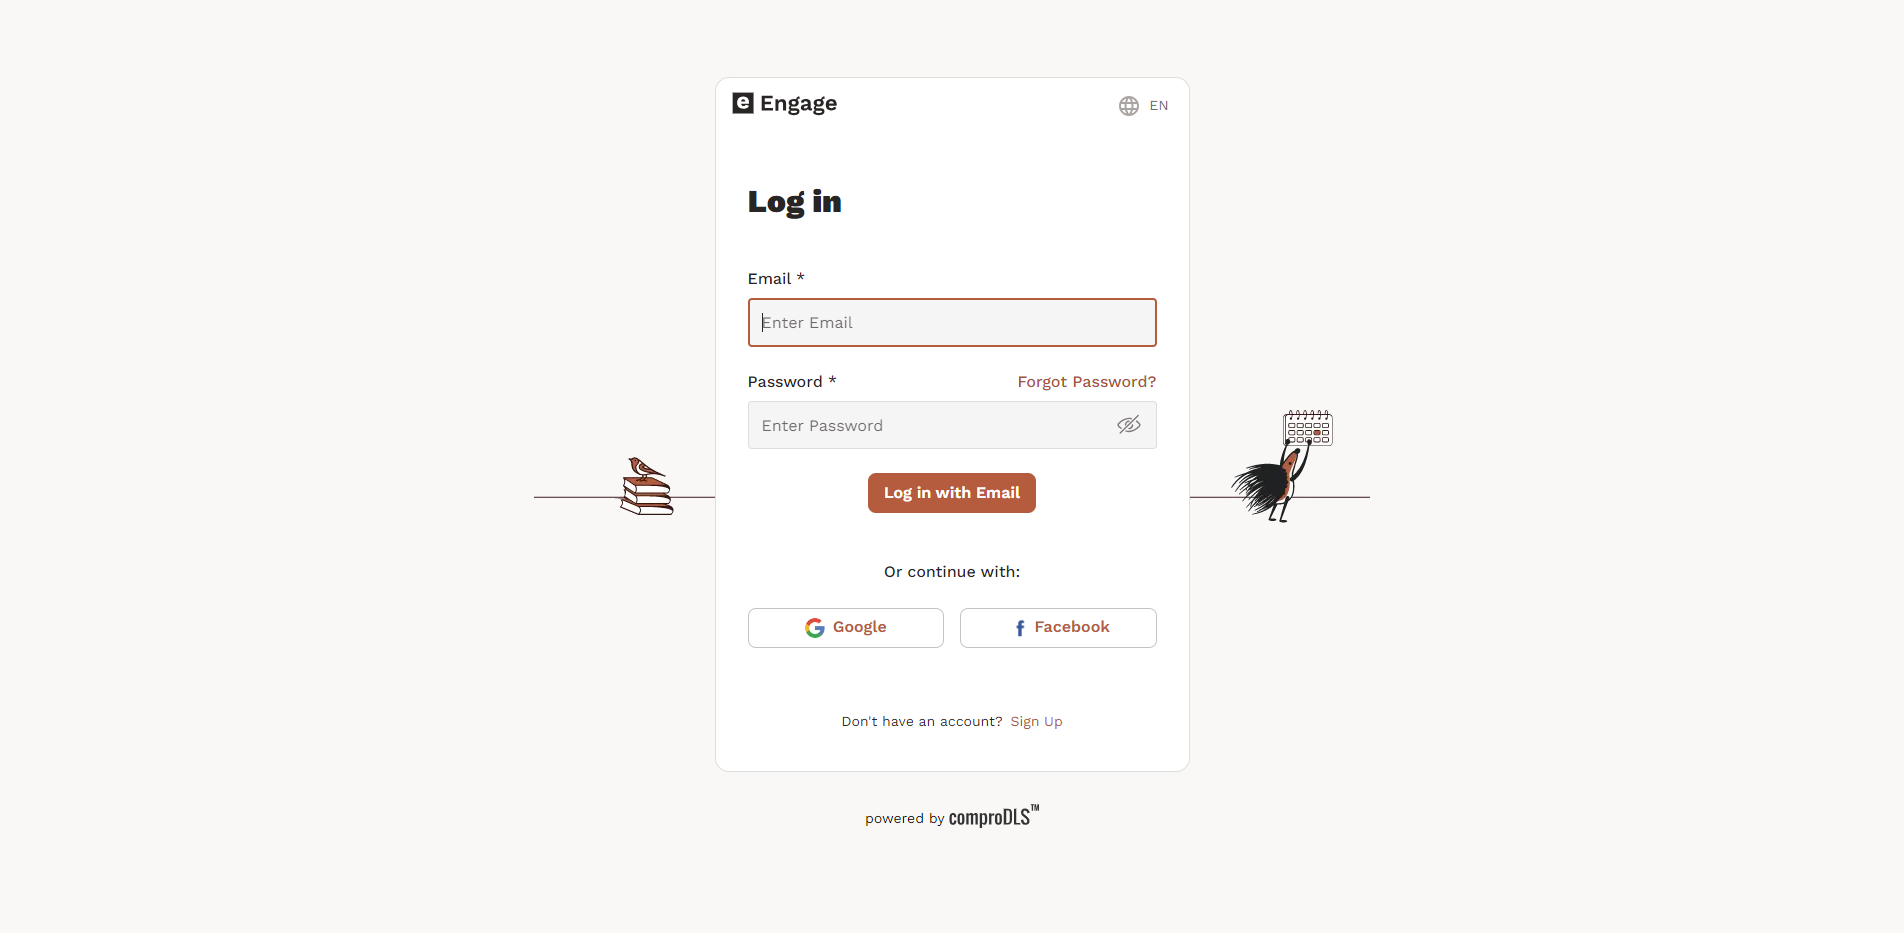 e Engage
EN
Log in
Email *
Enter Email
Password *
Forgot Password?
Enter Password
Log in with Email
Or continue with:
Google
Facebook
Don't have an account? Sign Up
powered by comproDLS™